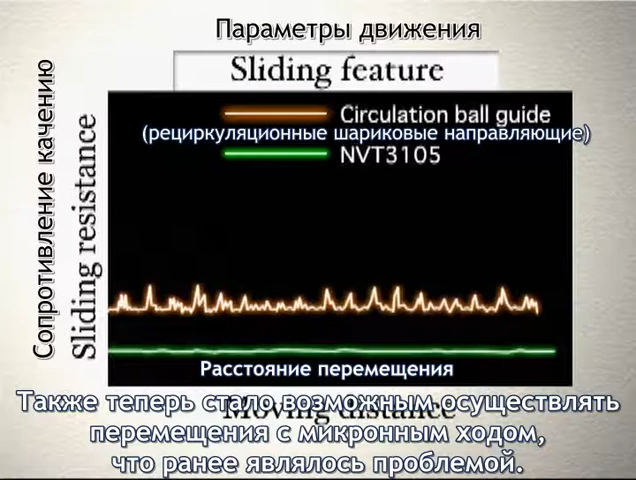 Параметры движения
Sliding feature
Сопротивление качению
Sliding resistance
Circulation ball guide
(рециркуляционные шариковые направляющие)
NVT3105
Расстояние перемещения
Moving distance
Также теперь стало возможным осуществлять
перемещения с микронным ходом,
что ранее являлось проблемой.